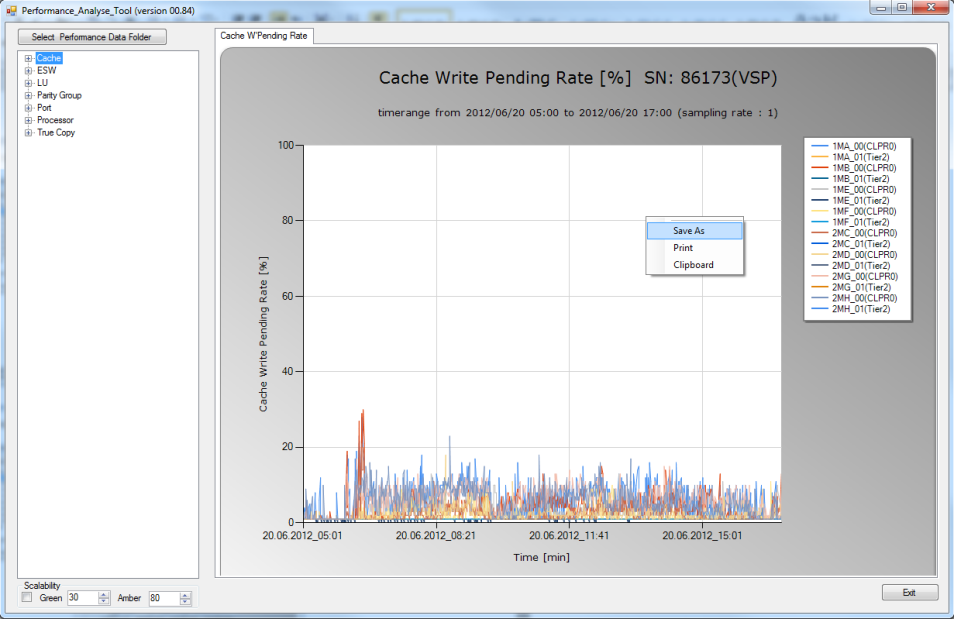 Performance_Analyse_Tool (version 00.84)
Select Performance Data Folder
Cache
ESW
LU
Parity Group
Port
Processor
True Copy
Cache W'Pending Rate
Cache Write Pending Rate [%] SN: 86173(VSP)
timerange from 2012/06/20 05:00 to 2012/06/20 17:00 (sampling rate : 1)
Cache Write Pending Rate [%]
100
80
60
40
20
0
20.06.2012_05:01 20.06.2012_08:21 20.06.2012_11:41 20.06.2012_15:01
Time [min]
Save As
Print
Clipboard
1MA_00(CLPR0)
1MA_01(Tier2)
1MB_00(CLPR0)
1MB_01(Tier2)
1ME_00(CLPR0)
1ME_01(Tier2)
1MF_00(CLPR0)
1MF_01(Tier2)
2MC_00(CLPR0)
2MC_01(Tier2)
2MD_00(CLPR0)
2MD_01(Tier2)
2MG_00(CLPR0)
2MG_01(Tier2)
2MH_00(CLPR0)
2MH_01(Tier2)
Scalability
Green 30 Amber 80
Exit